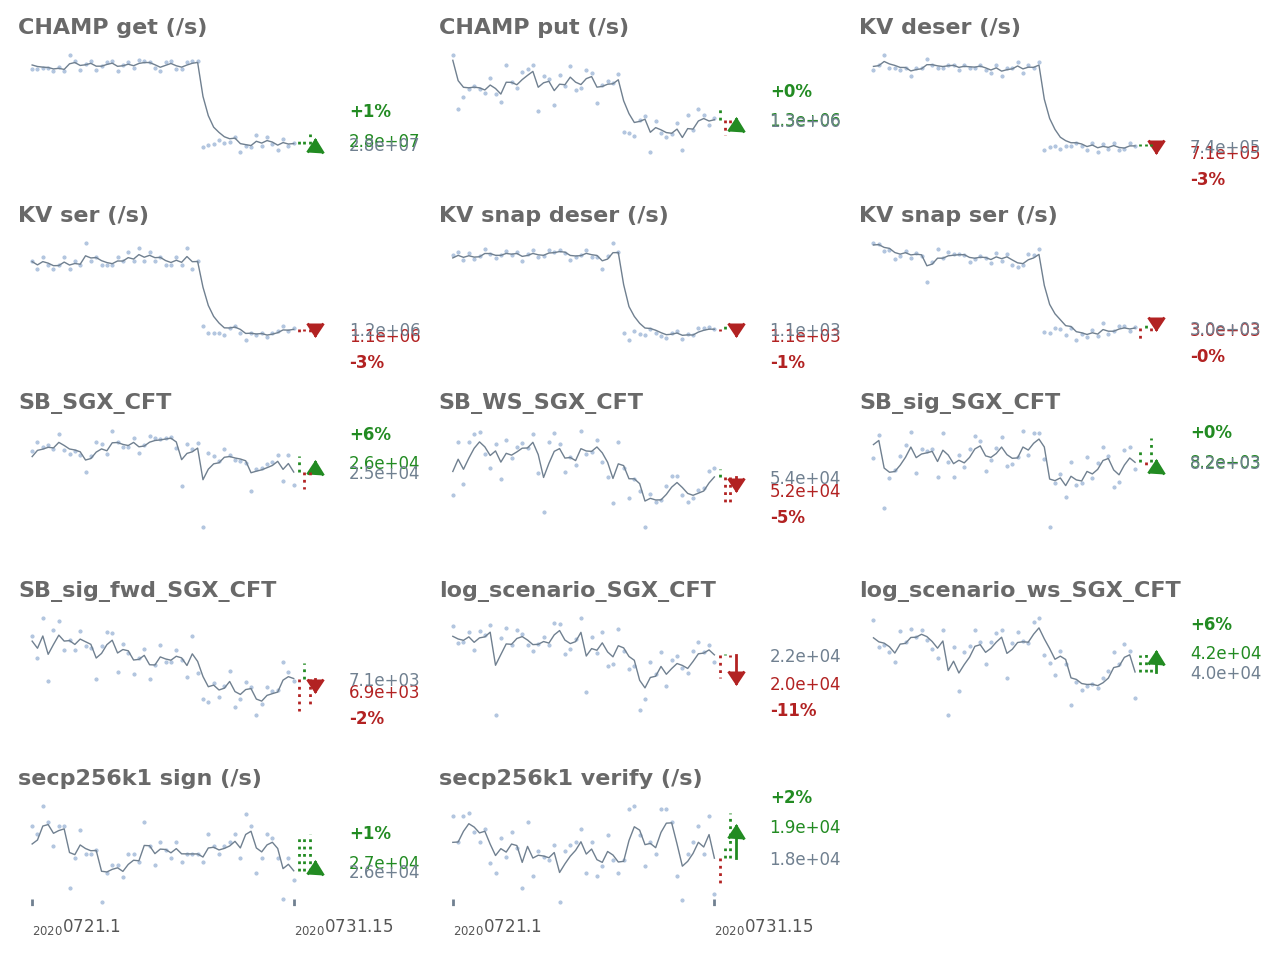 CHAMP get (/s)
+1%
2.8e+07
2.8e+07
CHAMP put (/s)
+0%
1.3e+06
1.3e+06
KV deser (/s)
7.4e+05
7.1e+05
-3%
KV ser (/s)
1.2e+06
1.1e+06
-3%
KV snap deser (/s)
1.1e+03
1.1e+03
-1%
KV snap ser (/s)
3.0e+03
3.0e+03
-0%
SB_SGX_CFT
+6%
2.6e+04
2.5e+04
SB_WS_SGX_CFT
5.4e+04
5.2e+04
-5%
SB_sig_SGX_CFT
+0%
8.2e+03
8.2e+03
SB_sig_fwd_SGX_CFT
7.1e+03
6.9e+03
-2%
log_scenario_SGX_CFT
2.2e+04
2.0e+04
-11%
log_scenario_ws_SGX_CFT
+6%
4.2e+04
4.0e+04
secp256k1 sign (/s)
+1%
2.7e+04
2.6e+04
secp256k1 verify (/s)
+2%
1.9e+04
1.8e+04
20200721.1
20200731.15
20200721.1
20200731.15